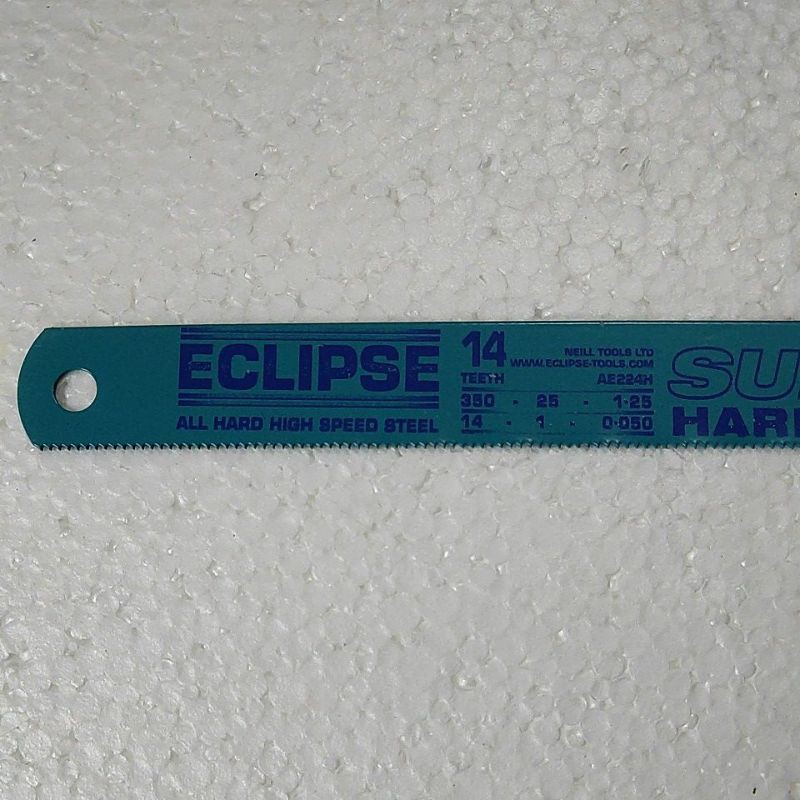 ECLIPSE
ALL HARD HIGH SPEED STEEL
14
TEETH
NEILL TOOLS LTD
WWW.ECLIPSE-TOOLS.COM
AE224H
350 - 25 - 1·25
14 - 1 - 0·050